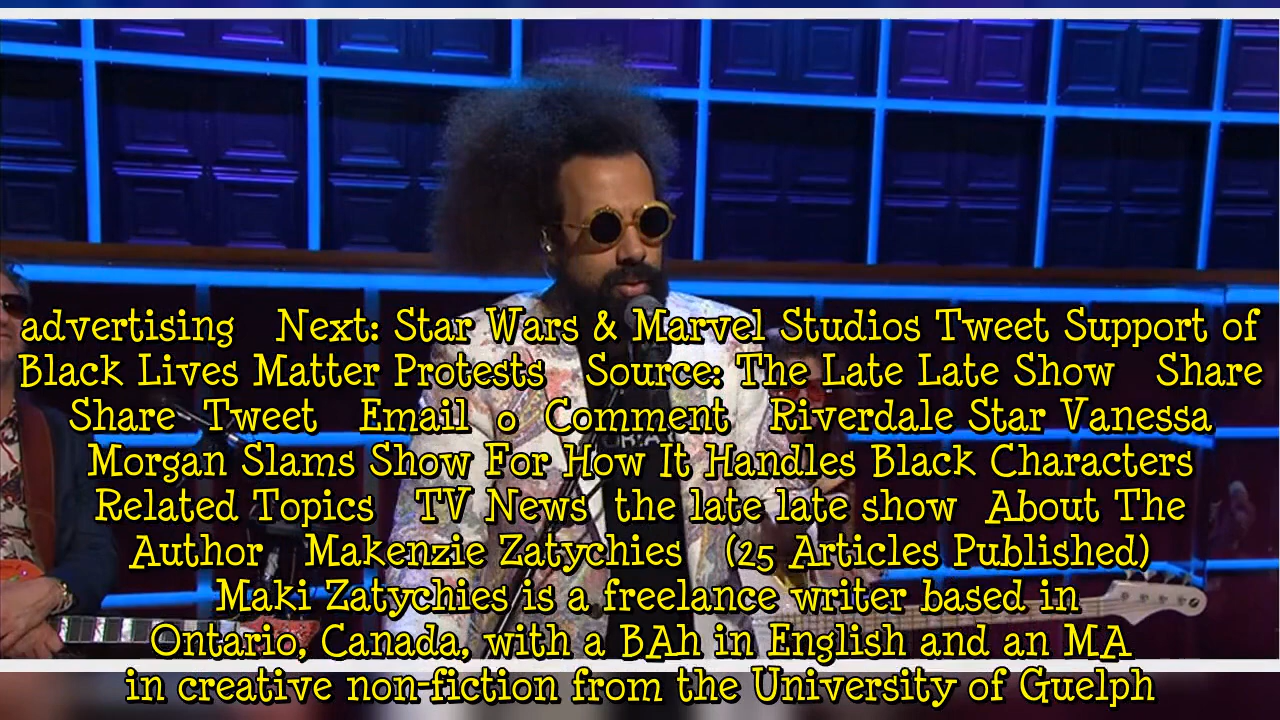 advertising Next: Star Wars & Marvel Studios Tweet Support of
Black Lives Matter Protests Source: The Late Late Show Share
Share Tweet Email 0 Comment Riverdale Star Vanessa
Morgan Slams Show For How It Handles Black Characters
Related Topics TV News the late late show About The
Author Makenzie Zatychies (25 Articles Published)
Maki Zatychies is a freelance writer based in
Ontario, Canada, with a BAh in English and an MA
in creative non-fiction from the University of Guelph